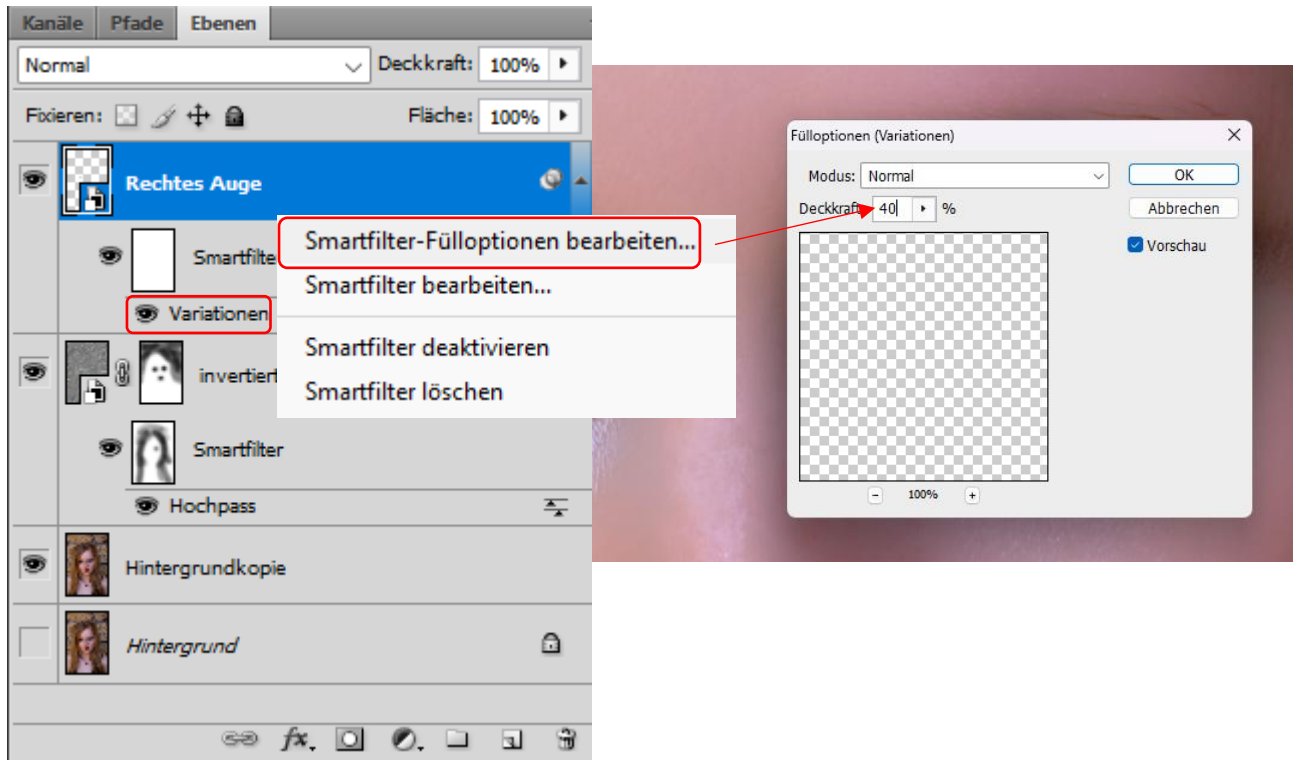 Kanäle Pfade Ebenen
Normal Deckkraft: 100%
Fixieren: Fläche: 100%
Rechtes Auge
Smartfilte
Variationen
invertiert
Smartfilter
Hochpass
Hintergrundkopie
Hintergrund
fx.
Smartfilter-Fülloptionen bearbeiten...
Smartfilter bearbeiten...
Smartfilter deaktivieren
Smartfilter löschen
Fülloptionen (Variationen)
Modus: Normal OK
Deckkraft 40 % Abbrechen
Vorschau
- 100% +